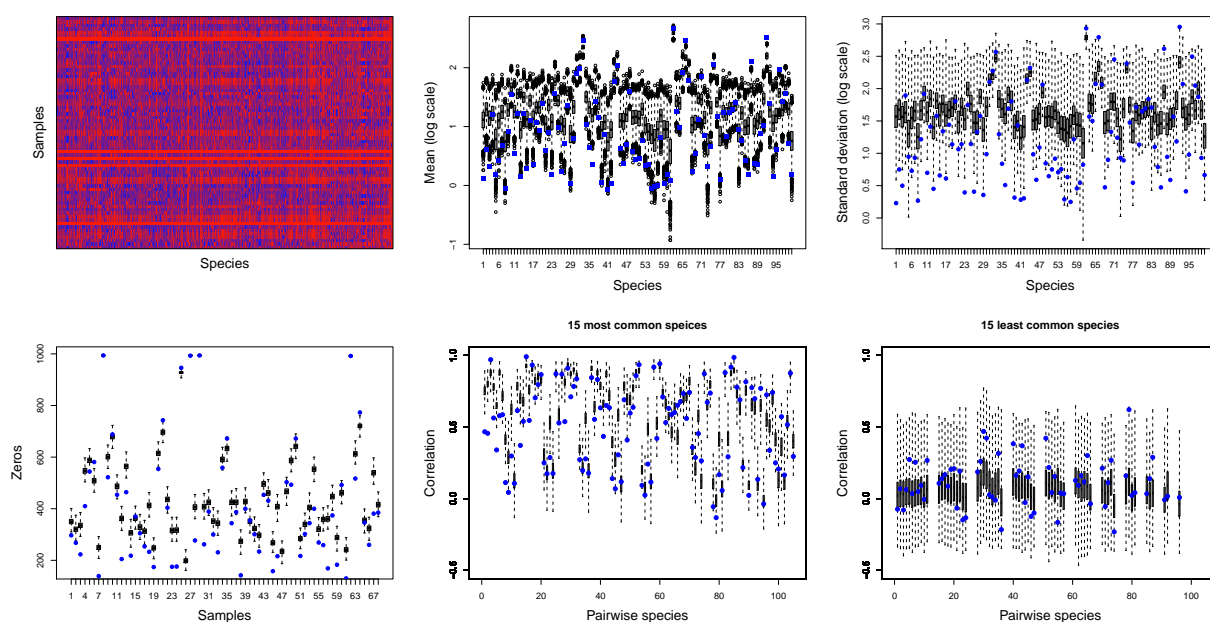 Samples
Species
Mean (log scale)
2
1
0
−1
1 6 11 17 23 29 35 41 47 53 59 65 71 77 83 89 95
Species
Standard deviation (log scale)
3.0
2.5
2.0
1.5
1.0
0.5
0.0
1 6 11 17 23 29 35 41 47 53 59 65 71 77 83 89 95
Species
Zeros
1000
800
600
400
200
1 4 7 11 15 19 23 27 31 35 39 43 47 51 55 59 63 67
Samples
15 most common speices
Correlation
1.0
0.5
0.0
−0.5
0 20 40 60 80 100
Pairwise species
15 least common species
Correlation
1.0
0.5
0.0
−0.5
0 20 40 60 80 100
Pairwise species